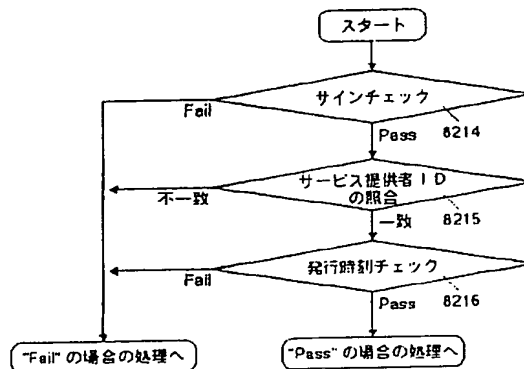 スタート
サインチェック
Fail
Pass
8214
サービス提供者ID
の照合
不一致
一致
8215
発行時刻チェック
Fail
Pass
8216
"Fail"の場合の処理へ
"Pass"の場合の処理へ